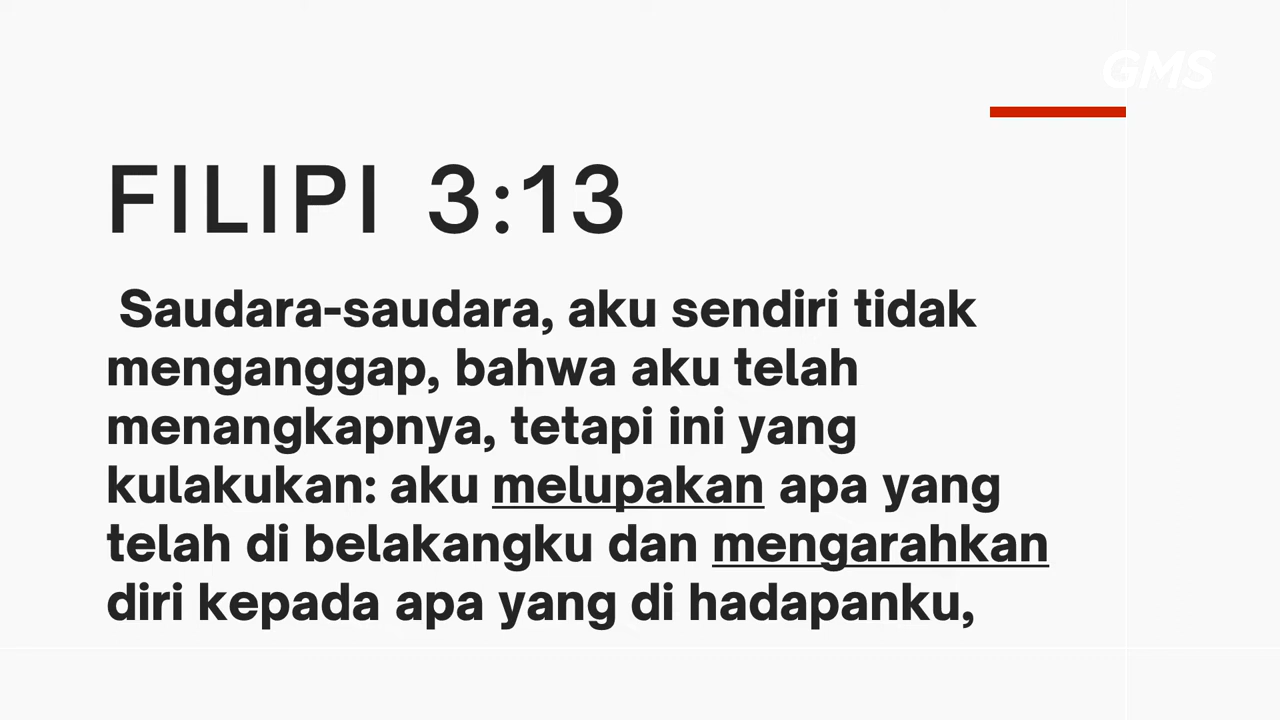 GMS
FILIPI 3:13
Saudara-saudara, aku sendiri tidak
menganggap, bahwa aku telah
menangkapnya, tetapi ini yang
kulakukan: aku melupakan apa yang
telah di belakangku dan mengarahkan
diri kepada apa yang di hadapanku,